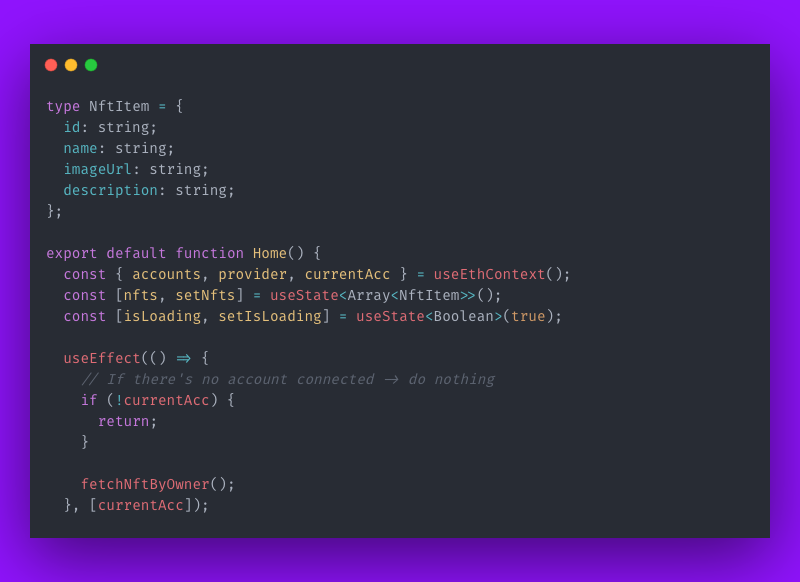 type NftItem = {
  id: string;
  name: string;
  imageUrl: string;
  description: string;
};

export default function Home() {
  const { accounts, provider, currentAcc } = useEthContext();
  const [nfts, setNfts] = useState<Array<NftItem>>();
  const [isLoading, setIsLoading] = useState<Boolean>(true);

  useEffect(() => {
    // If there's no account connected -> do nothing
    if (!currentAcc) {
      return;
    }

    fetchNftByOwner();
  }, [currentAcc]);